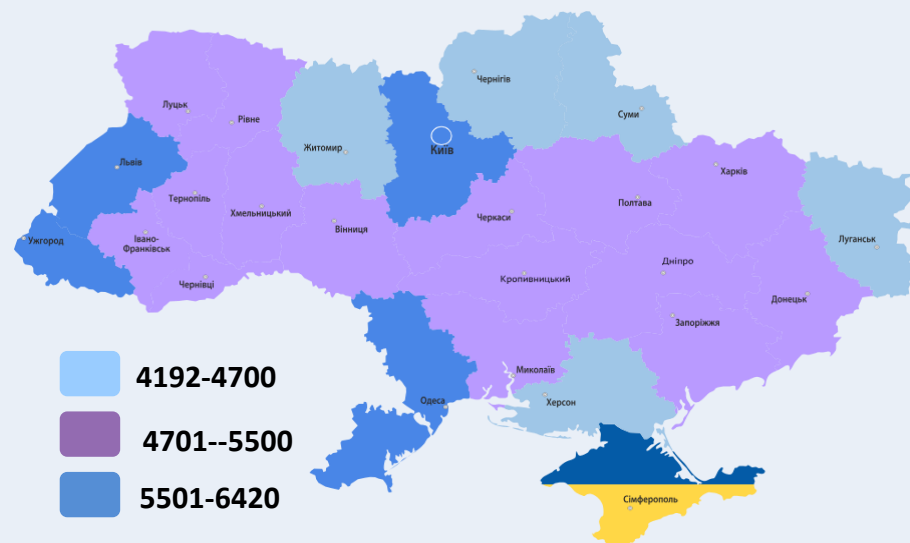 Чернігів
Суми
Луцьк
Рівне
Київ
Житомир
Львів
Харків
Тернопіль
Хмельницький
Полтава
Черкаси
Вінниця
Ужгород
Івано-
Франківськ
Луганськ
Чернівці
Кропивницький
Дніпро
Донецьк
Запоріжжя
Миколаїв
Одеса
Херсон
Сімферополь
4192-4700
4701--5500
5501-6420